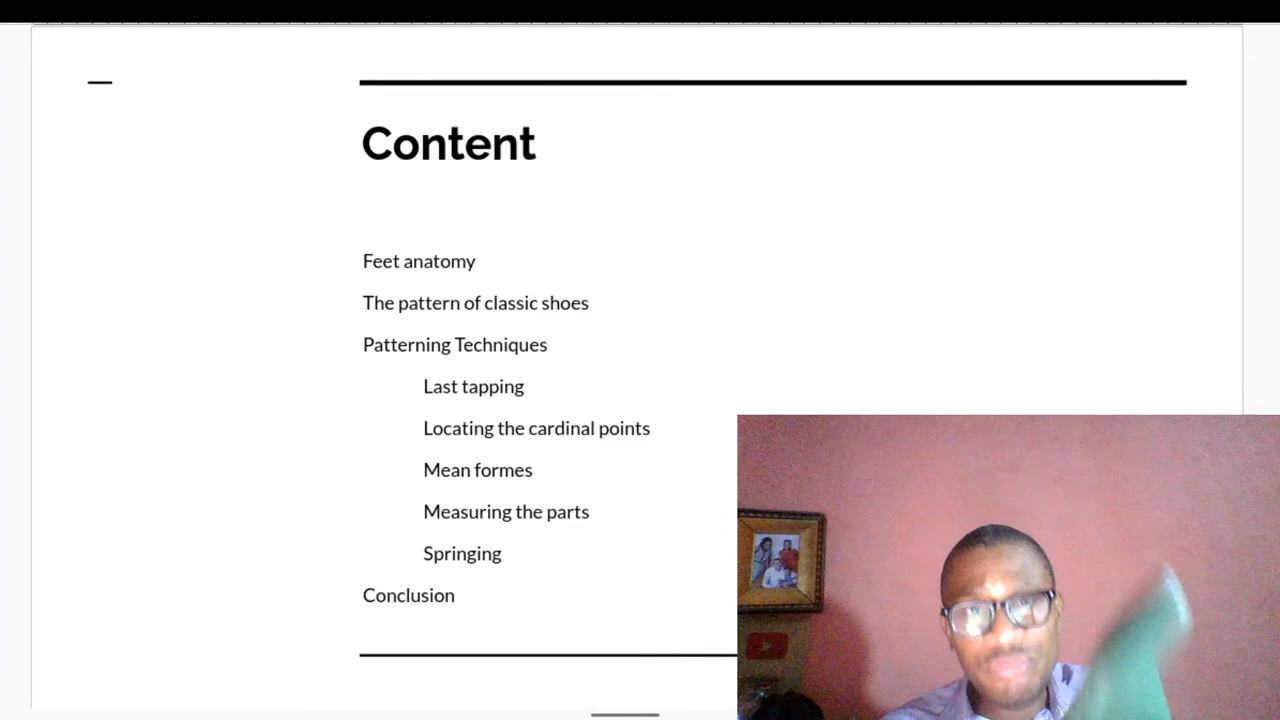 Content
Feet anatomy
The pattern of classic shoes
Patterning Techniques
Last tapping
Locating the cardinal points
Mean formes
Measuring the parts
Springing
Conclusion